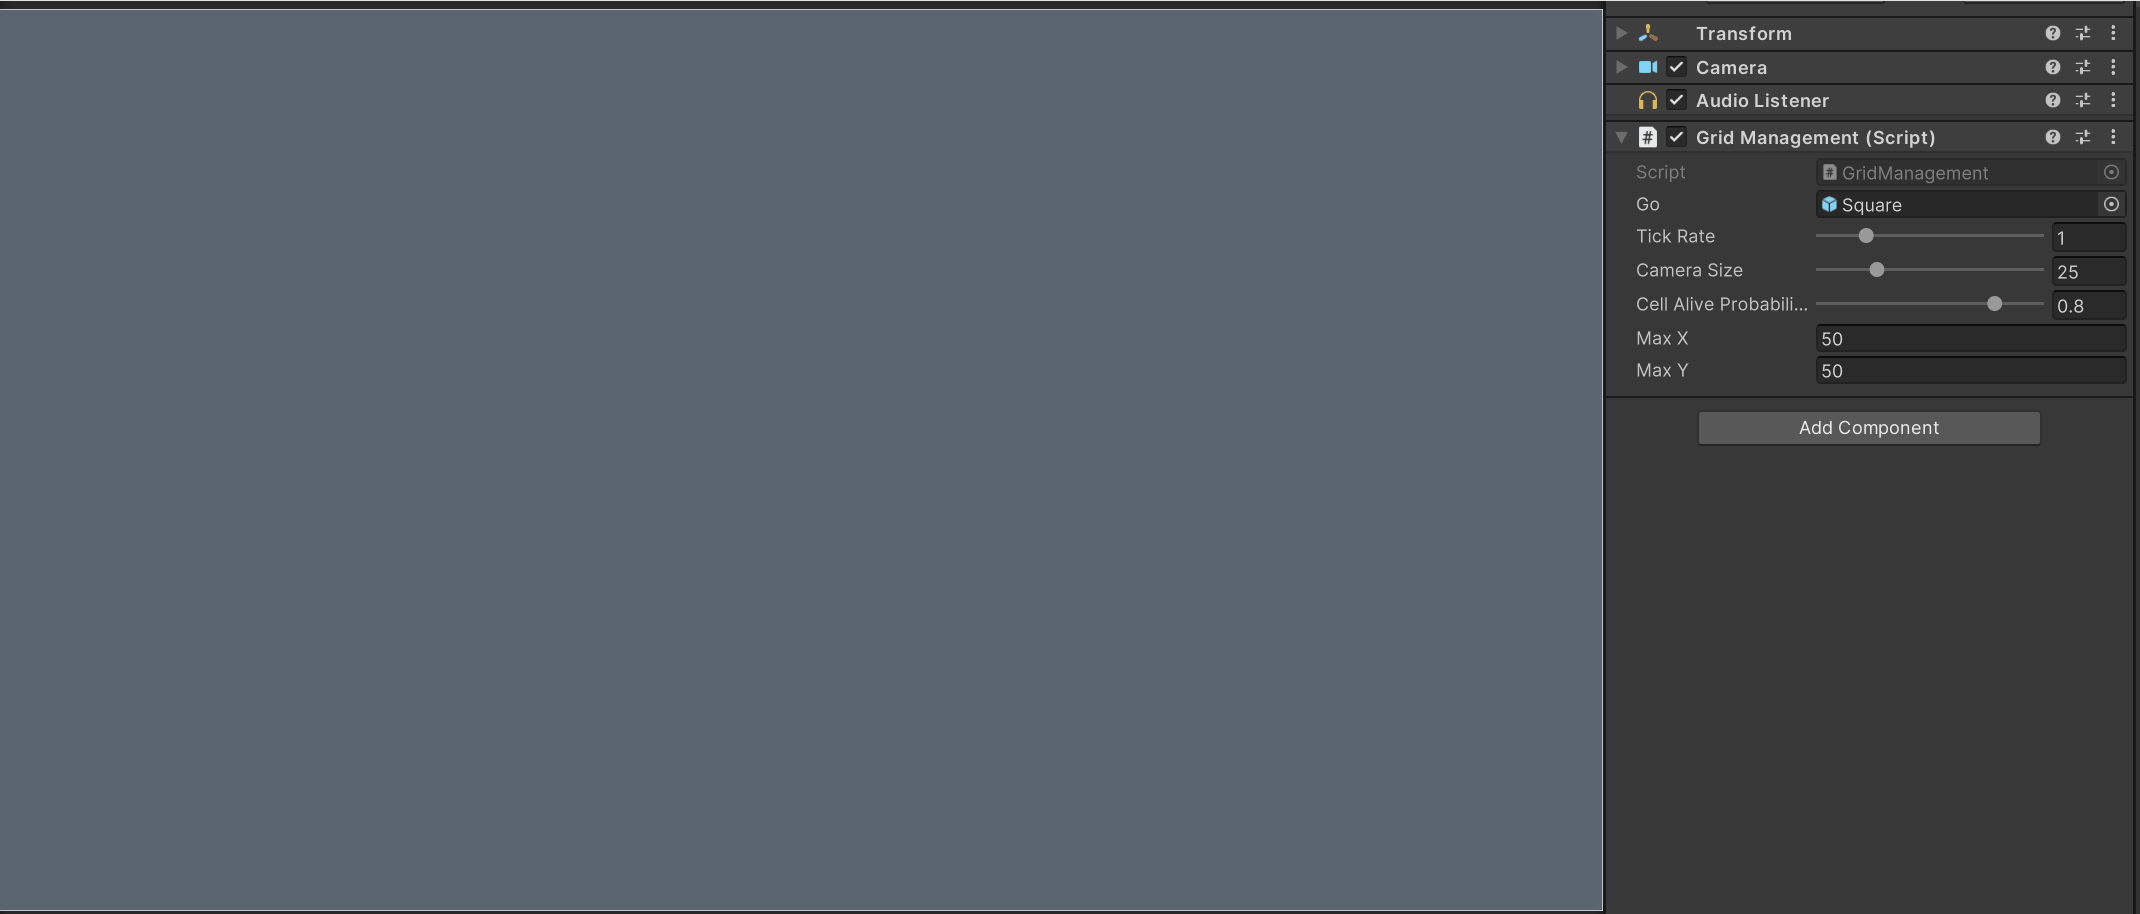 Transform
Camera
Audio Listener
# Grid Management (Script)
Script # GridManagement
Go Square
Tick Rate 1
Camera Size 25
Cell Alive Probabili... 0.8
Max X 50
Max Y 50
Add Component